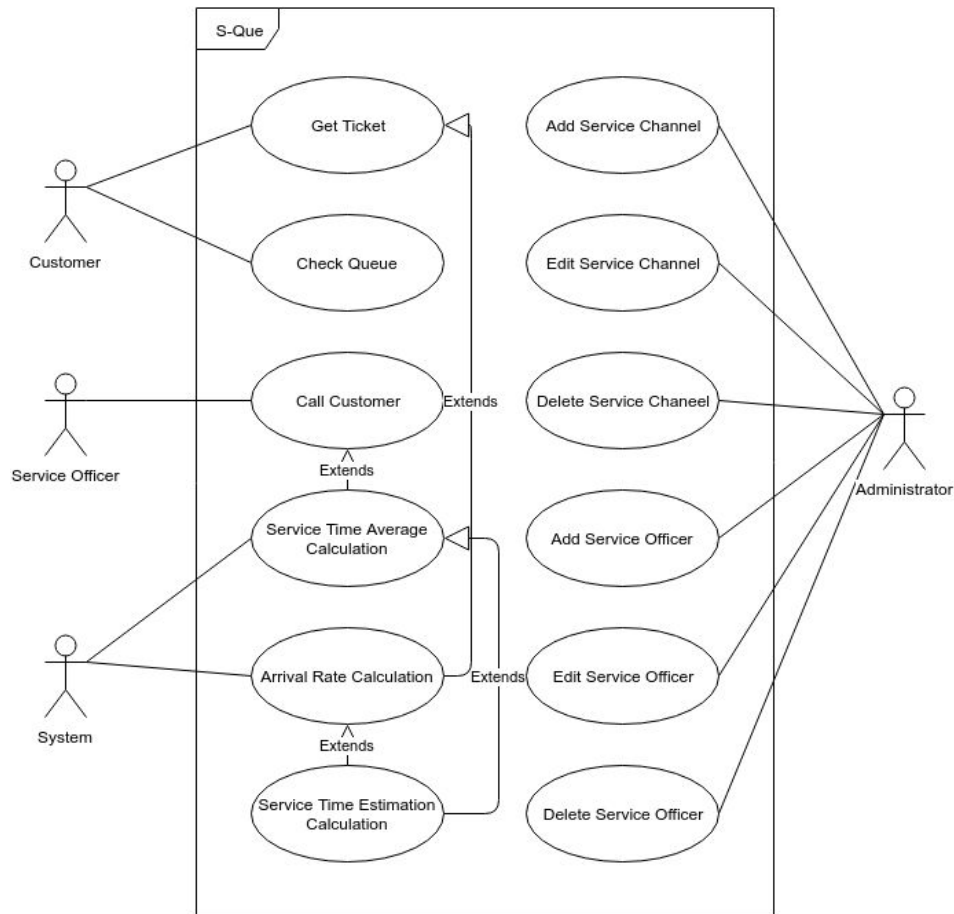 S-Que
Get Ticket
Add Service Channel
Customer
Check Queue
Edit Service Channel
Service Officer
Call Customer
Extends
Delete Service Chaneel
Administrator
Extends
Service Time Average
Calculation
Add Service Officer
System
Arrival Rate Calculation
Extends
Edit Service Officer
Extends
Service Time Estimation
Calculation
Delete Service Officer